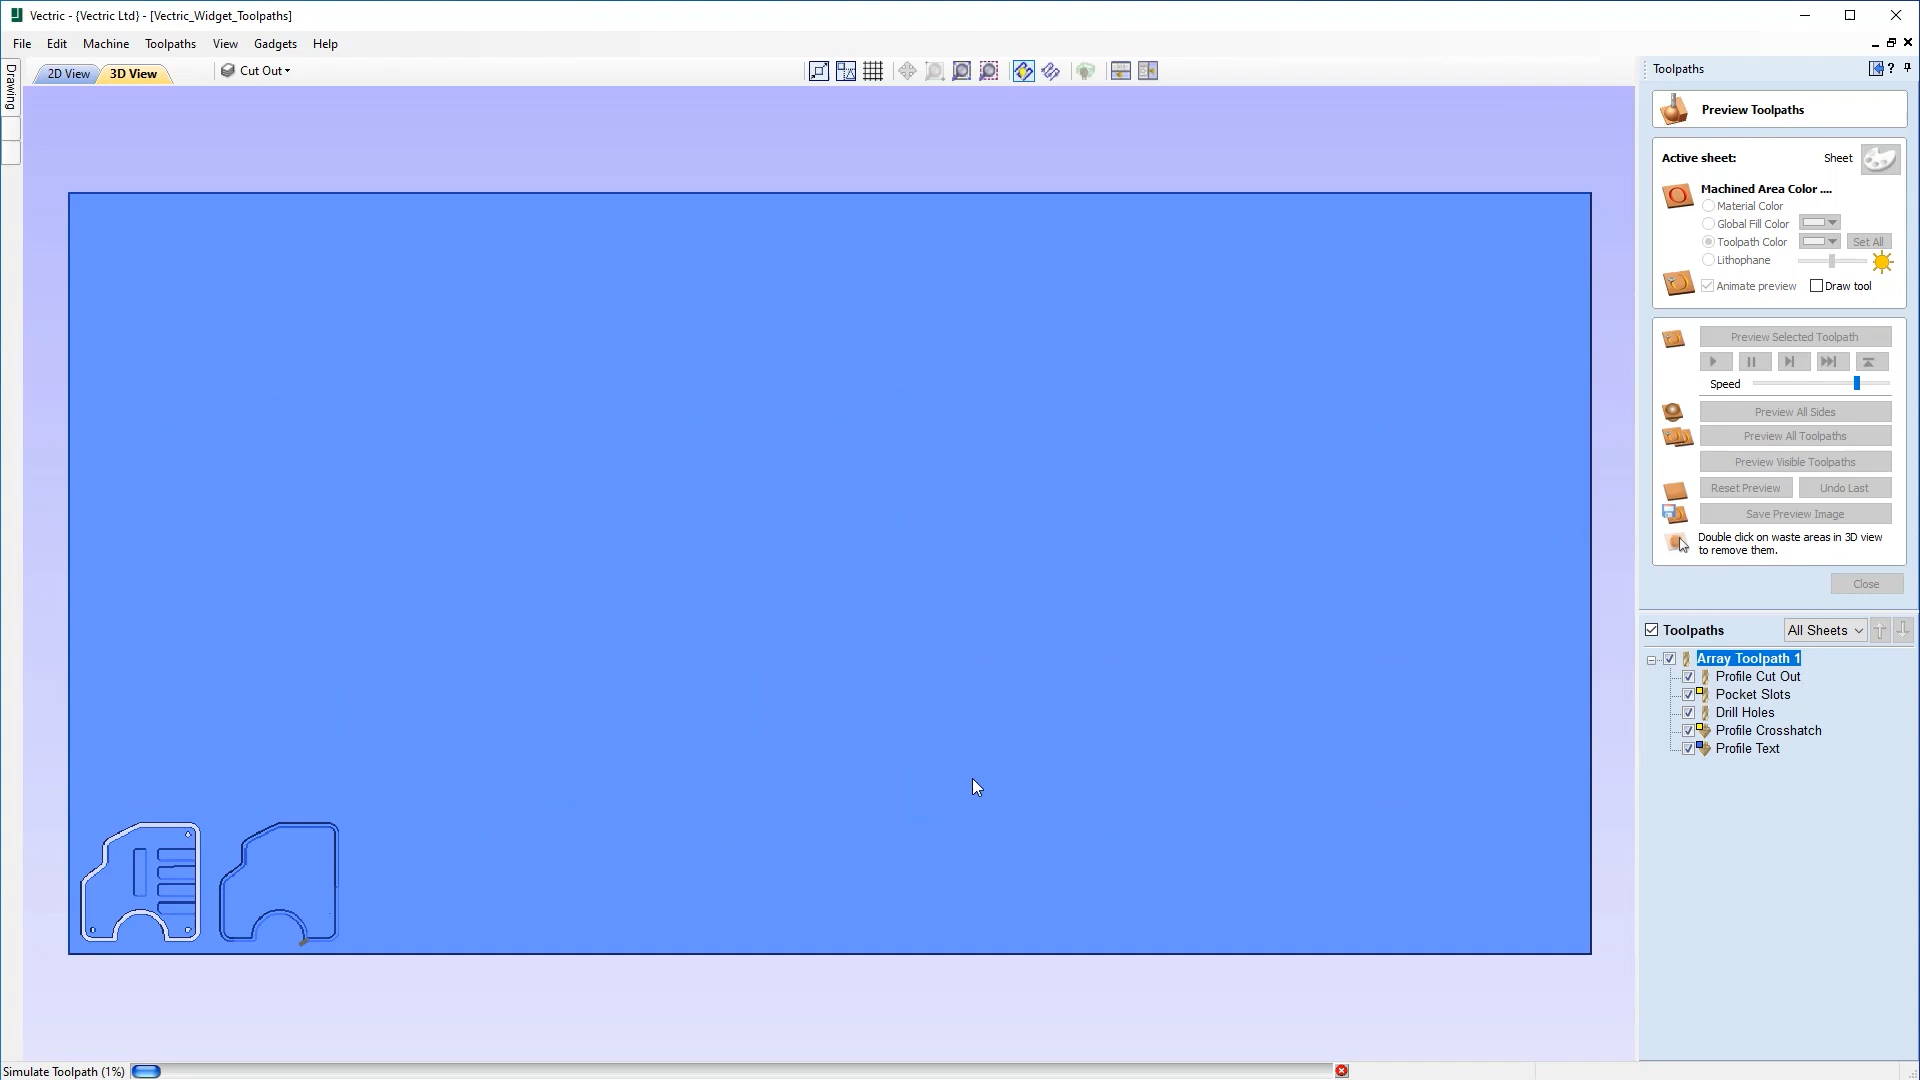 Vectric - {Vectric Ltd} - [Vectric_Widget_Toolpaths]
File Edit Machine Toolpaths View Gadgets Help
Drawing
2D View 3D View Cut Out
Toolpaths ?
Preview Toolpaths
Active sheet: Sheet
Machined Area Color ....
Material Color
Global Fill Color
Toolpath Color Set All
Lithophane
Animate preview Draw tool
Preview Selected Toolpath
Speed
Preview All Sides
Preview All Toolpaths
Preview Visible Toolpaths
Reset Preview Undo Last
Save Preview Image
Double click on waste areas in 3D view
to remove them.
Close
Toolpaths All Sheets
Array Toolpath 1
Profile Cut Out
Pocket Slots
Drill Holes
Profile Crosshatch
Profile Text
Simulate Toolpath (1%)